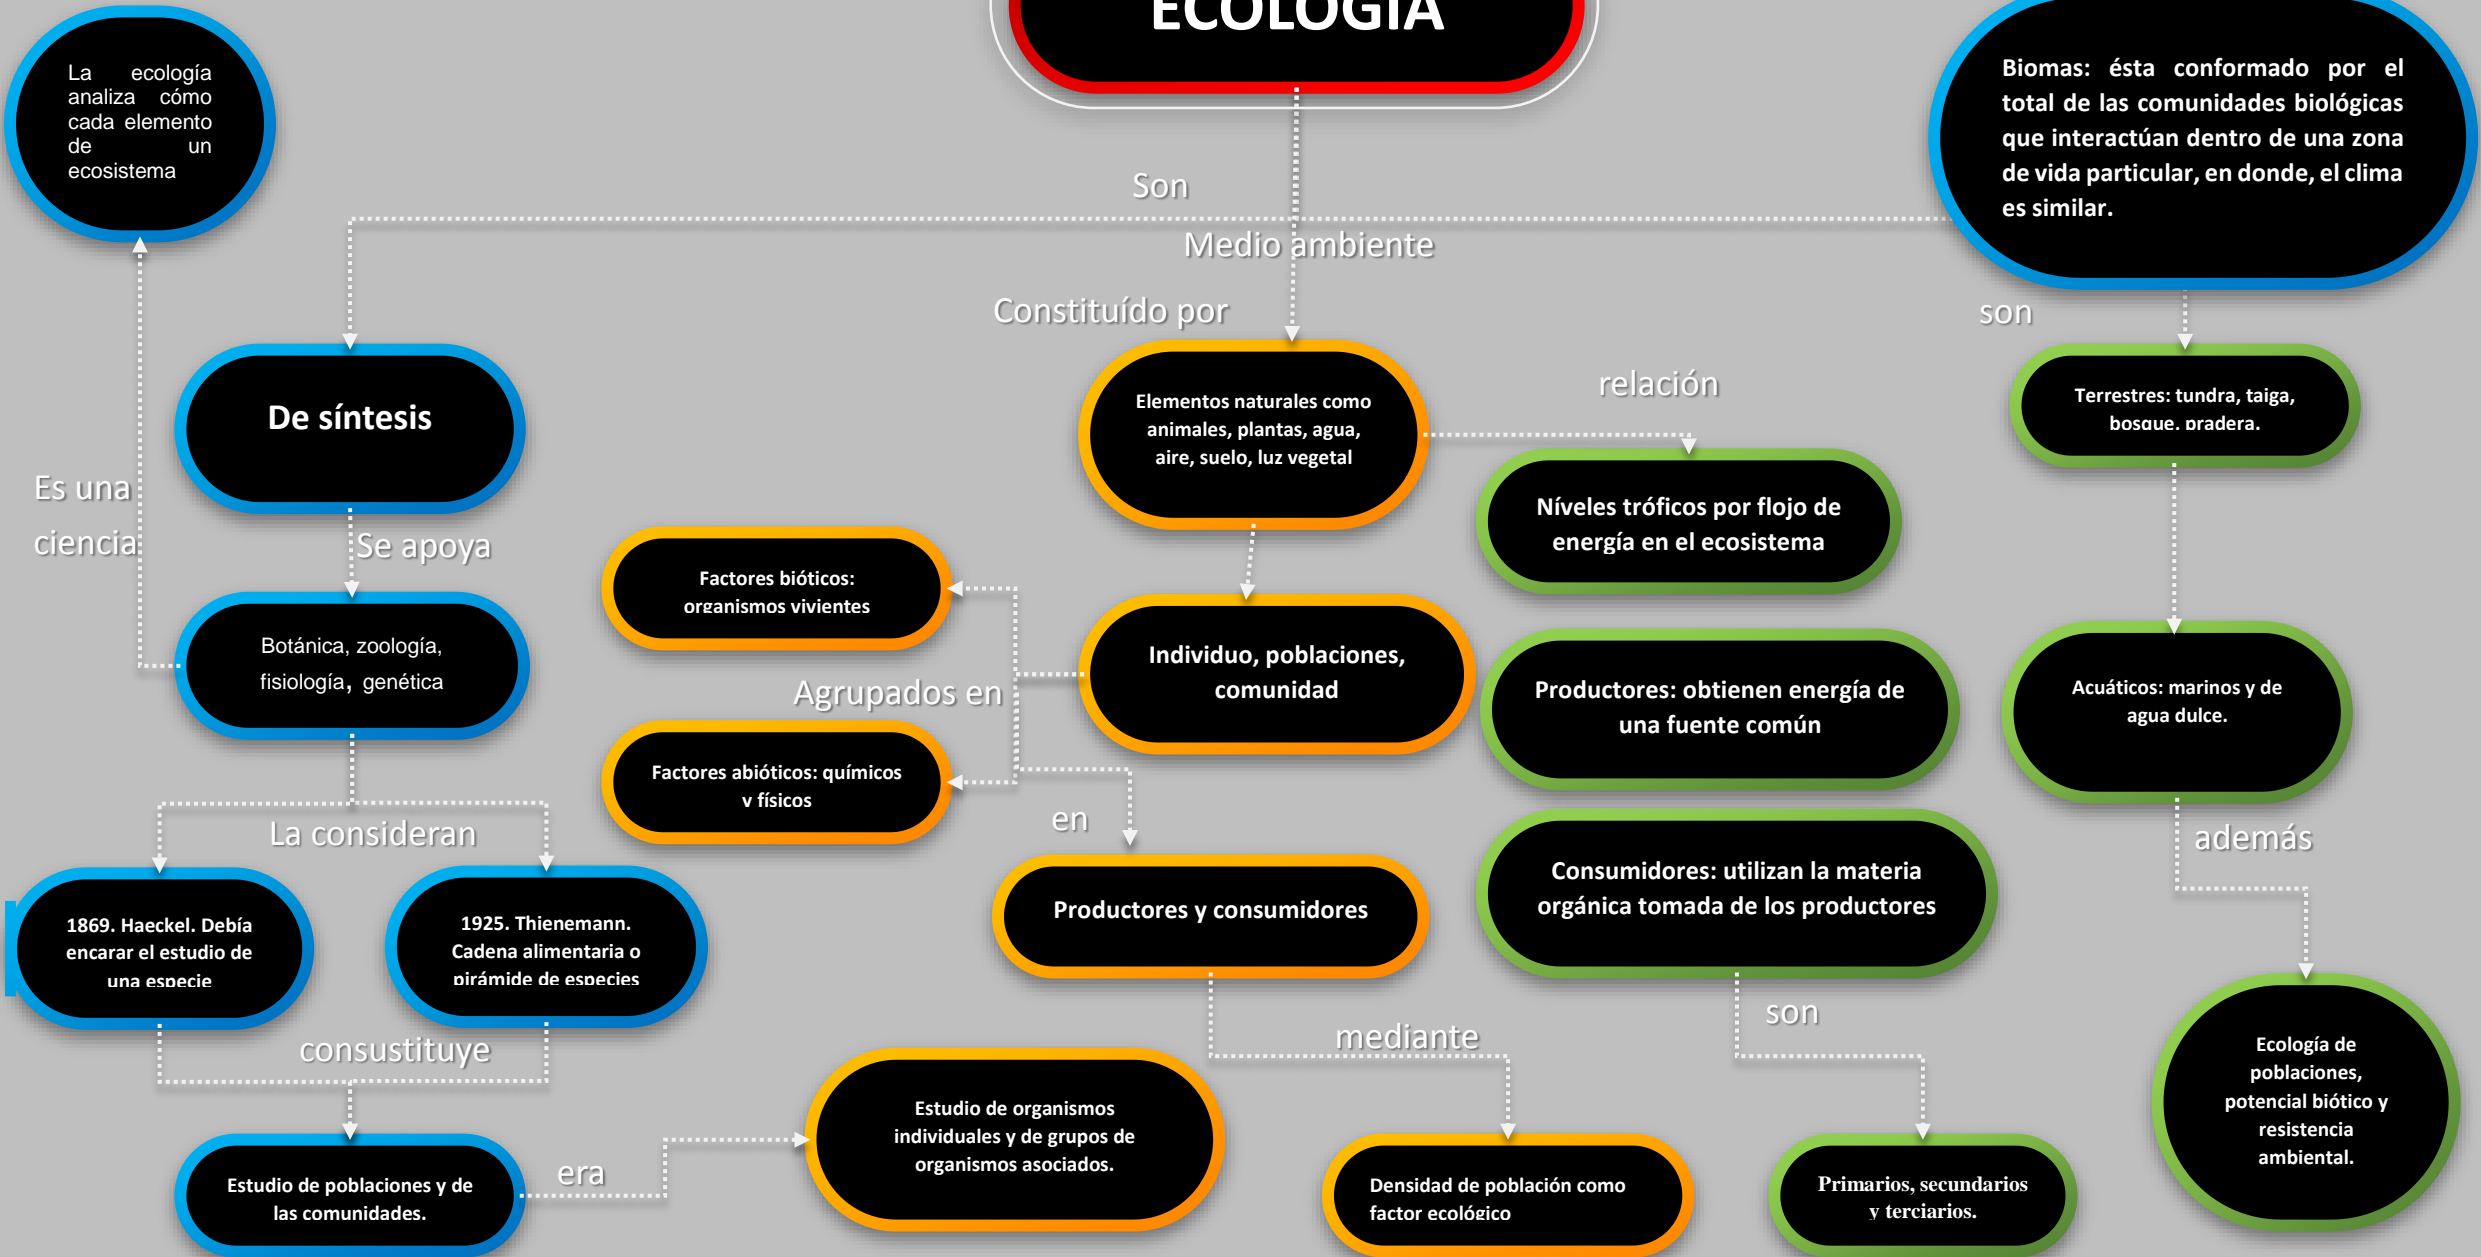 ECOLOGÍA
La ecología
analiza cómo
cada elemento
de un
ecosistema
Biomas: ésta conformado por el
total de las comunidades biológicas
que interactúan dentro de una zona
de vida particular, en donde, el clima
es similar.
Son
Medio ambiente
Constituído por
son
De síntesis
Elementos naturales como
animales, plantas, agua,
aire, suelo, luz vegetal
relación
Terrestres: tundra, taiga,
bosque, pradera.
Es una
ciencia
Se apoya
Níveles tróficos por flojo de
energía en el ecosistema
Factores bióticos:
organismos vivientes
Botánica, zoología,
fisiología, genética
Individuo, poblaciones,
comunidad
Agrupados en
Productores: obtienen energía de
una fuente común
Acuáticos: marinos y de
agua dulce.
Factores abióticos: químicos
y físicos
La consideran
en
además
1869. Haeckel. Debía
encarar el estudio de
una especie
1925. Thienemann.
Cadena alimentaria o
pirámide de especies
Productores y consumidores
Consumidores: utilizan la materia
orgánica tomada de los productores
consustituye
mediante
son
Ecología de
poblaciones,
potencial biótico y
resistencia
ambiental.
Estudio de poblaciones y de
las comunidades.
era
Estudio de organismos
individuales y de grupos de
organismos asociados.
Densidad de población como
factor ecológico
Primarios, secundarios
y terciarios.